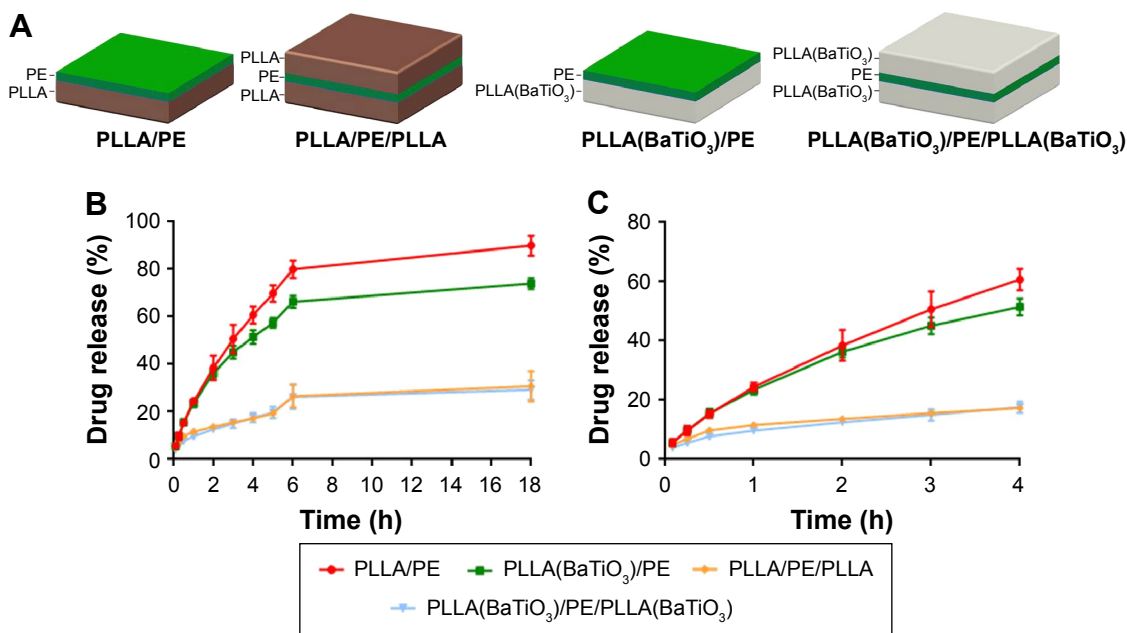 A
PE
PLLA
PLLA/PE
PLLA
PE
PLLA
PLLA/PE/PLLA
PE
PLLA(BaTiO₃)
PLLA(BaTiO₃)/PE
PLLA(BaTiO₃)
PE
PLLA(BaTiO₃)
PLLA(BaTiO₃)/PE/PLLA(BaTiO₃)
B
Drug release (%)
100
80
60
40
20
0
0 2 4 6 8 10 12 14 16 18
Time (h)
C
Drug release (%)
80
60
40
20
0
0 1 2 3 4
Time (h)
PLLA/PE PLLA(BaTiO₃)/PE PLLA/PE/PLLA
PLLA(BaTiO₃)/PE/PLLA(BaTiO₃)